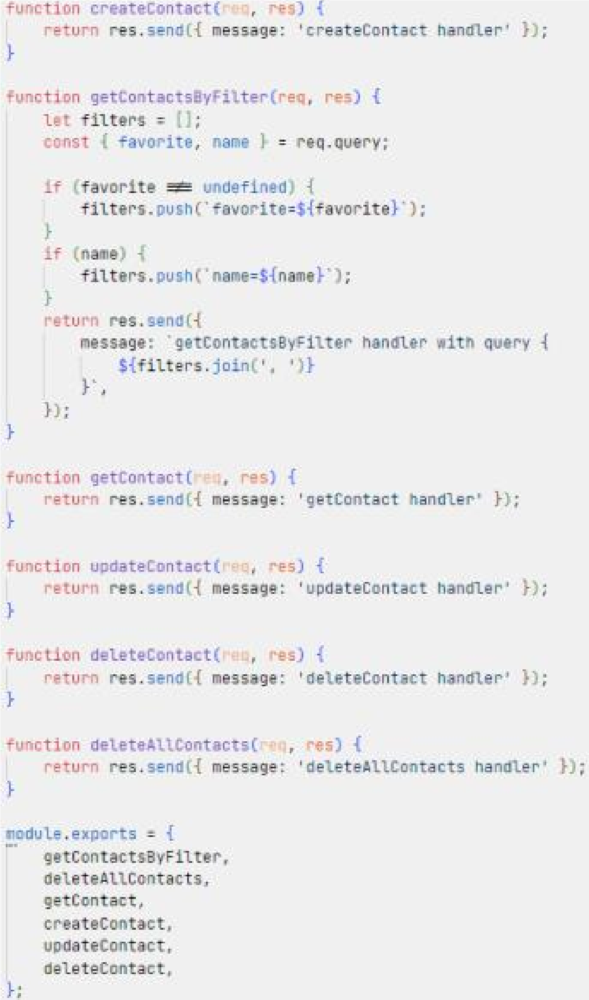 function createContact(req, res) {
    return res.send({ message: 'createContact handler' });
}

function getContactsByFilter(req, res) {
    let filters = [];
    const { favorite, name } = req.query;

    if (favorite !== undefined) {
        filters.push(`favorite=${favorite}`);
    }
    if (name) {
        filters.push(`name=${name}`);
    }
    return res.send({
        message: `getContactsByFilter handler with query {
            ${filters.join(', ')}
        }`,
    });
}

function getContact(req, res) {
    return res.send({ message: 'getContact handler' });
}

function updateContact(req, res) {
    return res.send({ message: 'updateContact handler' });
}

function deleteContact(req, res) {
    return res.send({ message: 'deleteContact handler' });
}

function deleteAllContacts(req, res) {
    return res.send({ message: 'deleteAllContacts handler' });
}

module.exports = {
    getContactsByFilter,
    deleteAllContacts,
    getContact,
    createContact,
    updateContact,
    deleteContact,
};